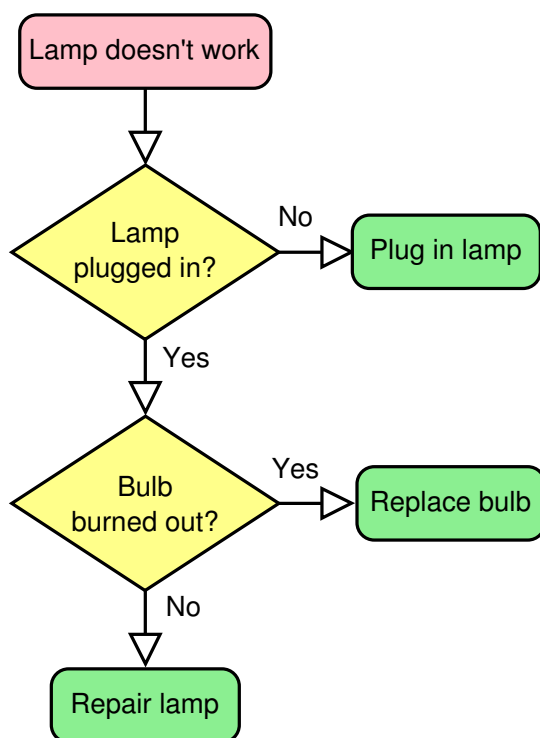 Lamp doesn't work
Lamp
plugged in?
No
Plug in lamp
Yes
Bulb
burned out?
Yes
Replace bulb
No
Repair lamp